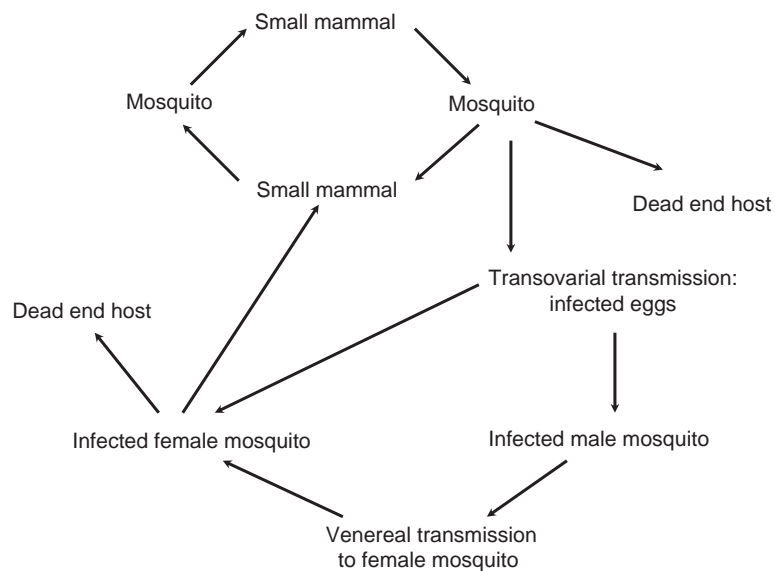 Small mammal
Mosquito
Mosquito
Small mammal
Dead end host
Transovarial transmission:
infected eggs
Dead end host
Infected female mosquito
Infected male mosquito
Venereal transmission
to female mosquito